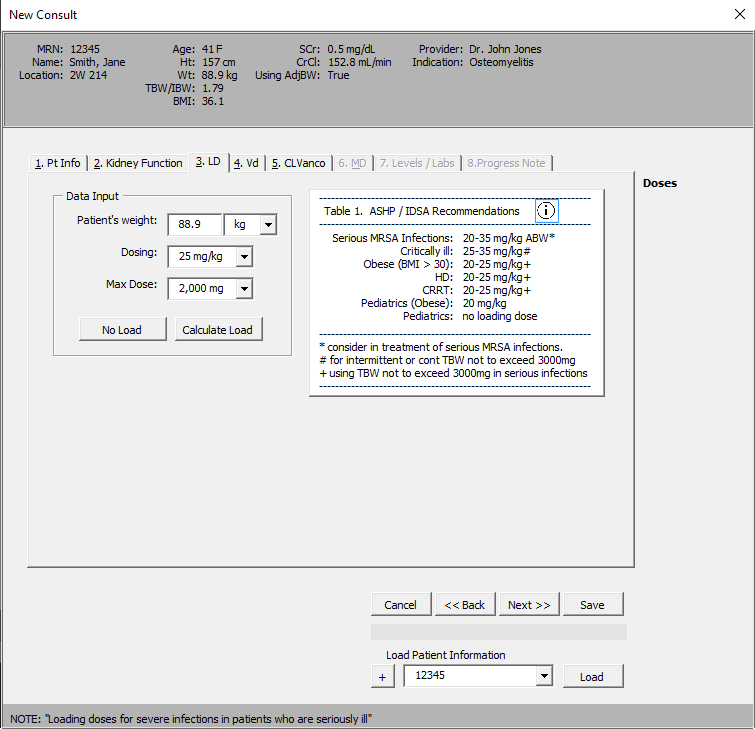 New Consult
MRN: 12345
Name: Smith, Jane
Location: 2W 214
Age: 41 F
Ht: 157 cm
Wt: 88.9 kg
TBW/IBW: 1.79
BMI: 36.1
SCr: 0.5 mg/dL
CrCl: 152.8 mL/min
Using AdjBW: True
Provider: Dr. John Jones
Indication: Osteomyelitis
1. Pt Info
2. Kidney Function
3. LD
4. Vd
5. CLVanco
6. MD
7. Levels / Labs
8.Progress Note
Data Input
Patient's weight: 88.9 kg
Dosing: 25 mg/kg
Max Dose: 2,000 mg
No Load
Calculate Load
Table 1. ASHP / IDSA Recommendations
Serious MRSA Infections: 20-35 mg/kg ABW*
Critically ill: 25-35 mg/kg#
Obese (BMI > 30): 20-25 mg/kg+
HD: 20-25 mg/kg+
CRRT: 20-25 mg/kg+
Pediatrics (Obese): 20 mg/kg
Pediatrics: no loading dose
* consider in treatment of serious MRSA infections.
# for intermittent or cont TBW not to exceed 3000mg
+ using TBW not to exceed 3000mg in serious infections
Doses
Cancel
<< Back
Next >>
Save
Load Patient Information
+
12345
Load
NOTE: "Loading doses for severe infections in patients who are seriously ill"